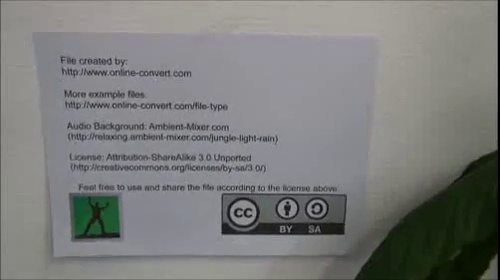 File created by:
http://www.online-convert.com
More example files:
http://www.online-convert.com/file-type
Audio Background: Ambient-Mixer.com
(http://relaxing.ambient-mixer.com/jungle-light-rain)
License: Attribution-ShareAlike 3.0 Unported
(http://creativecommons.org/licenses/by-sa/3.0/)
Feel free to use and share the file according to the license above.
CC
BY SA